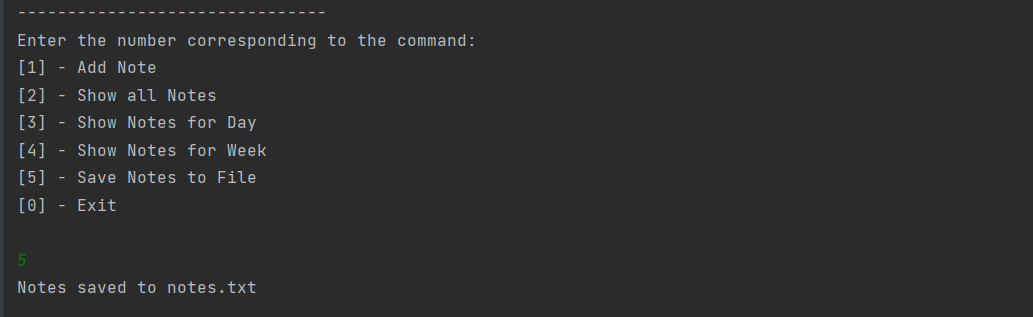 -------------------------------
Enter the number corresponding to the command:
[1] - Add Note
[2] - Show all Notes
[3] - Show Notes for Day
[4] - Show Notes for Week
[5] - Save Notes to File
[0] - Exit
5
Notes saved to notes.txt